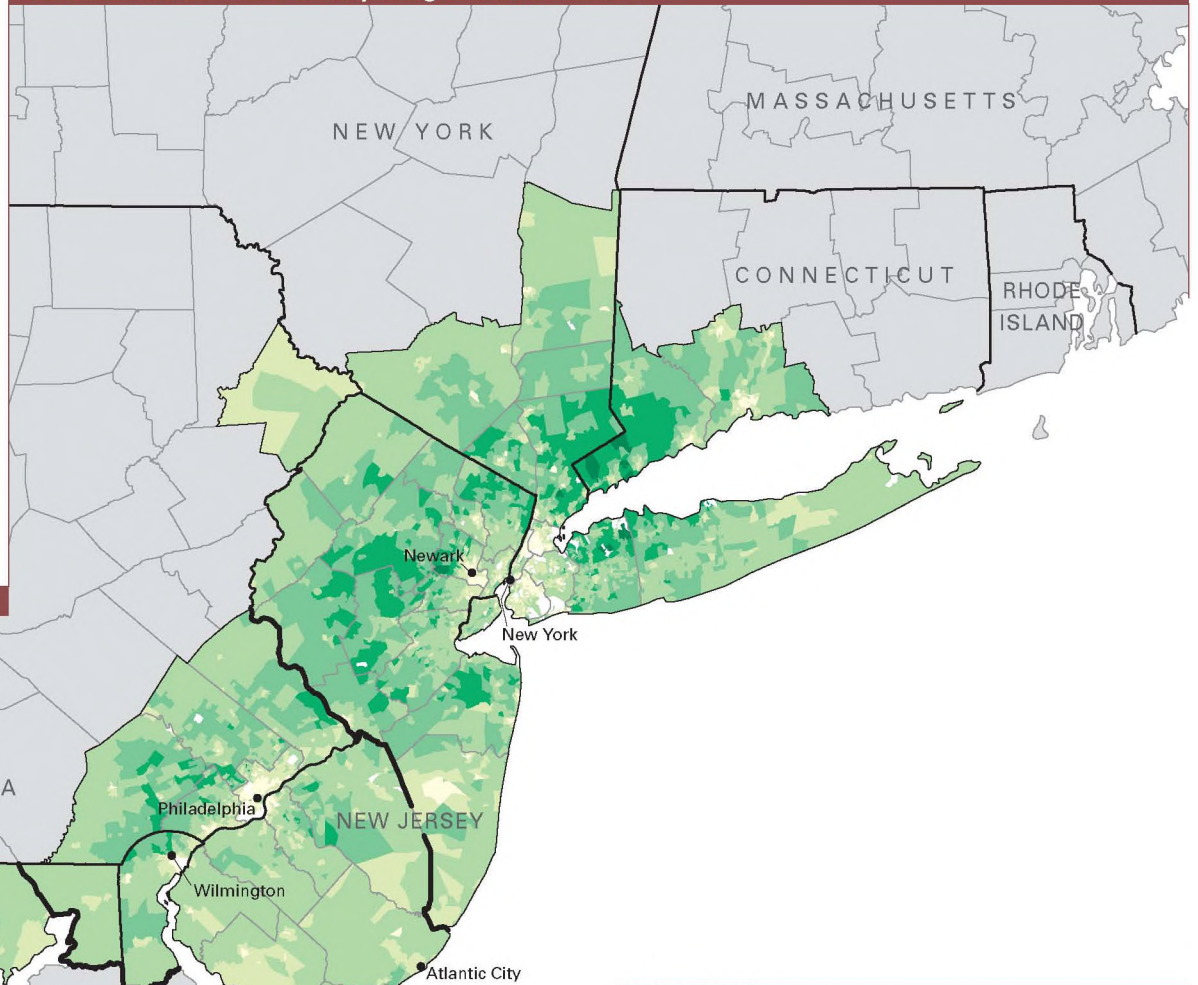 NEW YORK
MASSACHUSETTS
CONNECTICUT
RHODE
ISLAND
Newark
New York
A
Philadelphia
NEW JERSEY
Wilmington
Atlantic City